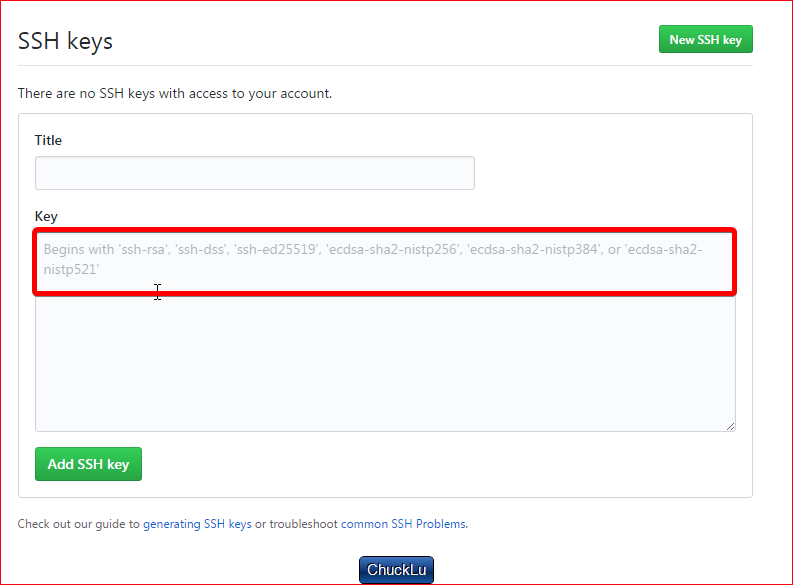 SSH keys
New SSH key
There are no SSH keys with access to your account.
Title
Key
Begins with 'ssh-rsa', 'ssh-dss', 'ssh-ed25519', 'ecdsa-sha2-nistp256', 'ecdsa-sha2-nistp384', or 'ecdsa-sha2-
nistp521'
Add SSH key
Check out our guide to generating SSH keys or troubleshoot common SSH Problems.
ChuckLu